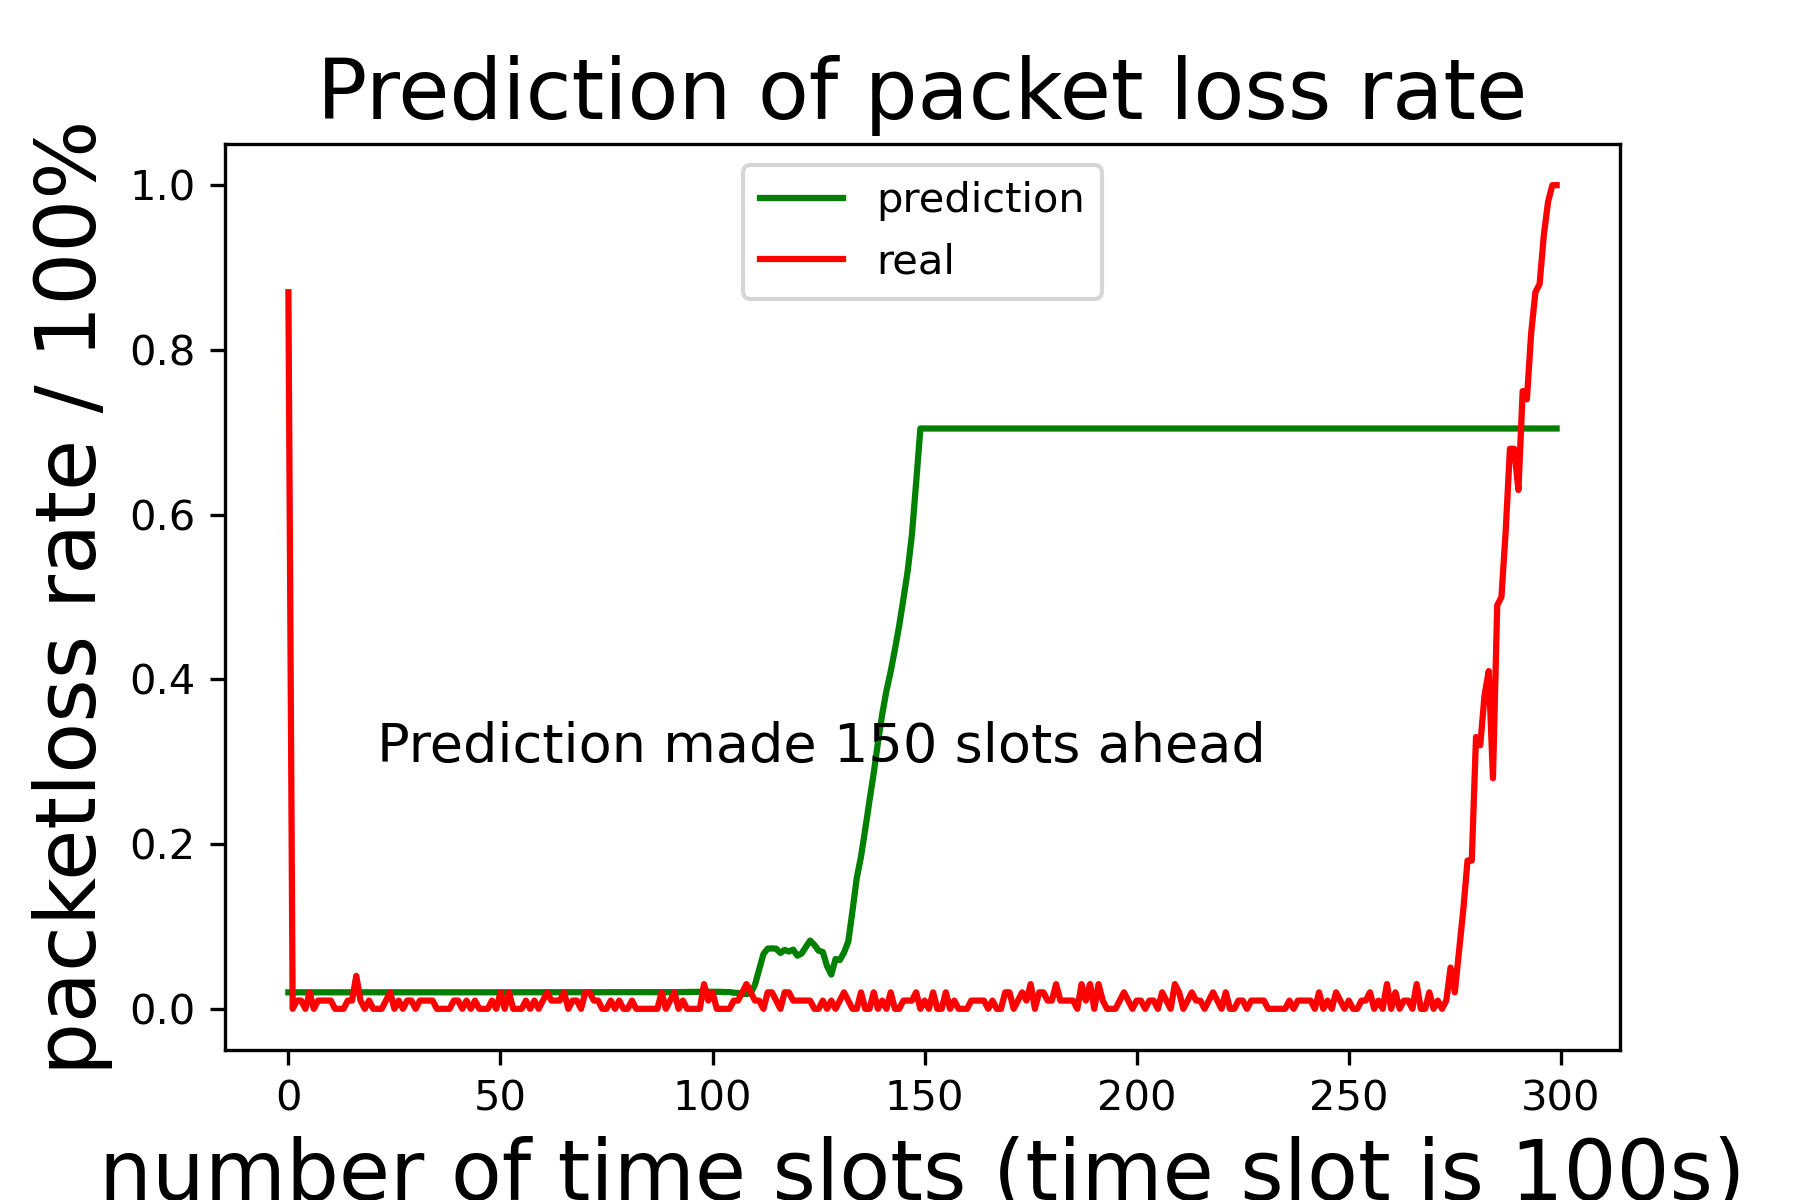 Prediction of packet loss rate
packetloss rate / 100%
1.0
0.8
0.6
0.4
0.2
0.0
prediction
real
Prediction made 150 slots ahead
0 50 100 150 200 250 300
number of time slots (time slot is 100s)